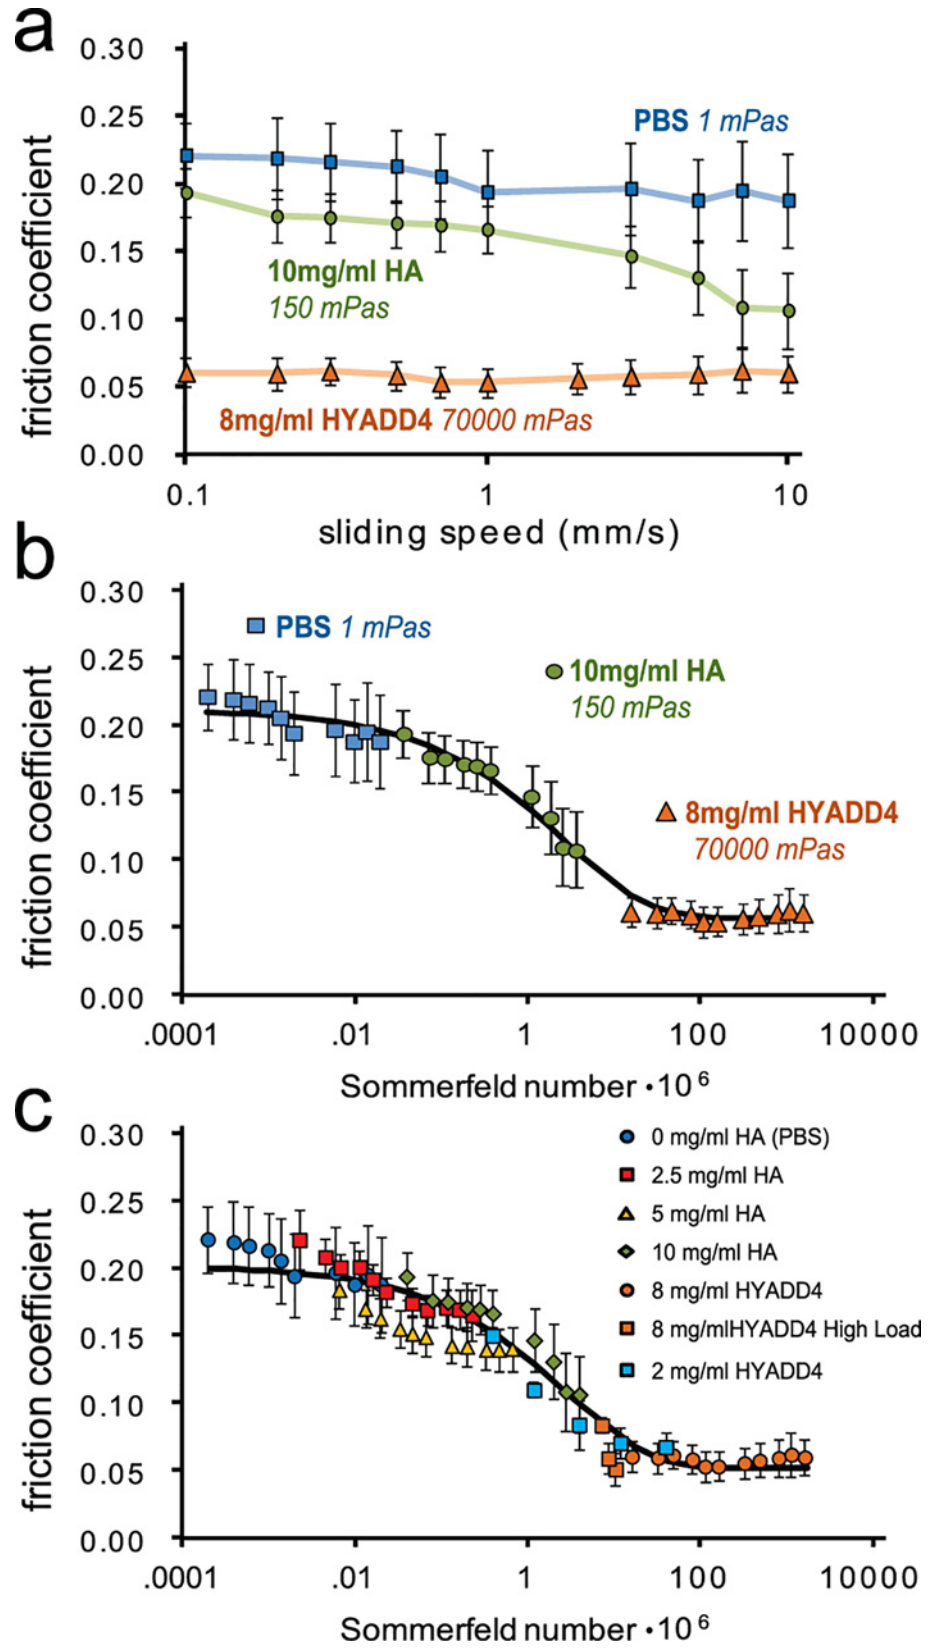 a
0.30
0.25
0.20
0.15
0.10
0.05
0.00
friction coefficient
PBS 1 mPas
10mg/ml HA
150 mPas
8mg/ml HYADD4 70000 mPas
0.1 1 10
sliding speed (mm/s)
b
0.30
0.25
0.20
0.15
0.10
0.05
0.00
friction coefficient
PBS 1 mPas
10mg/ml HA
150 mPas
8mg/ml HYADD4
70000 mPas
.0001 .01 1 100 10000
Sommerfeld number · 10⁶
c
0.30
0.25
0.20
0.15
0.10
0.05
0.00
friction coefficient
0 mg/ml HA (PBS)
2.5 mg/ml HA
5 mg/ml HA
10 mg/ml HA
8 mg/ml HYADD4
8 mg/mlHYADD4 High Load
2 mg/ml HYADD4
.0001 .01 1 100 10000
Sommerfeld number · 10⁶